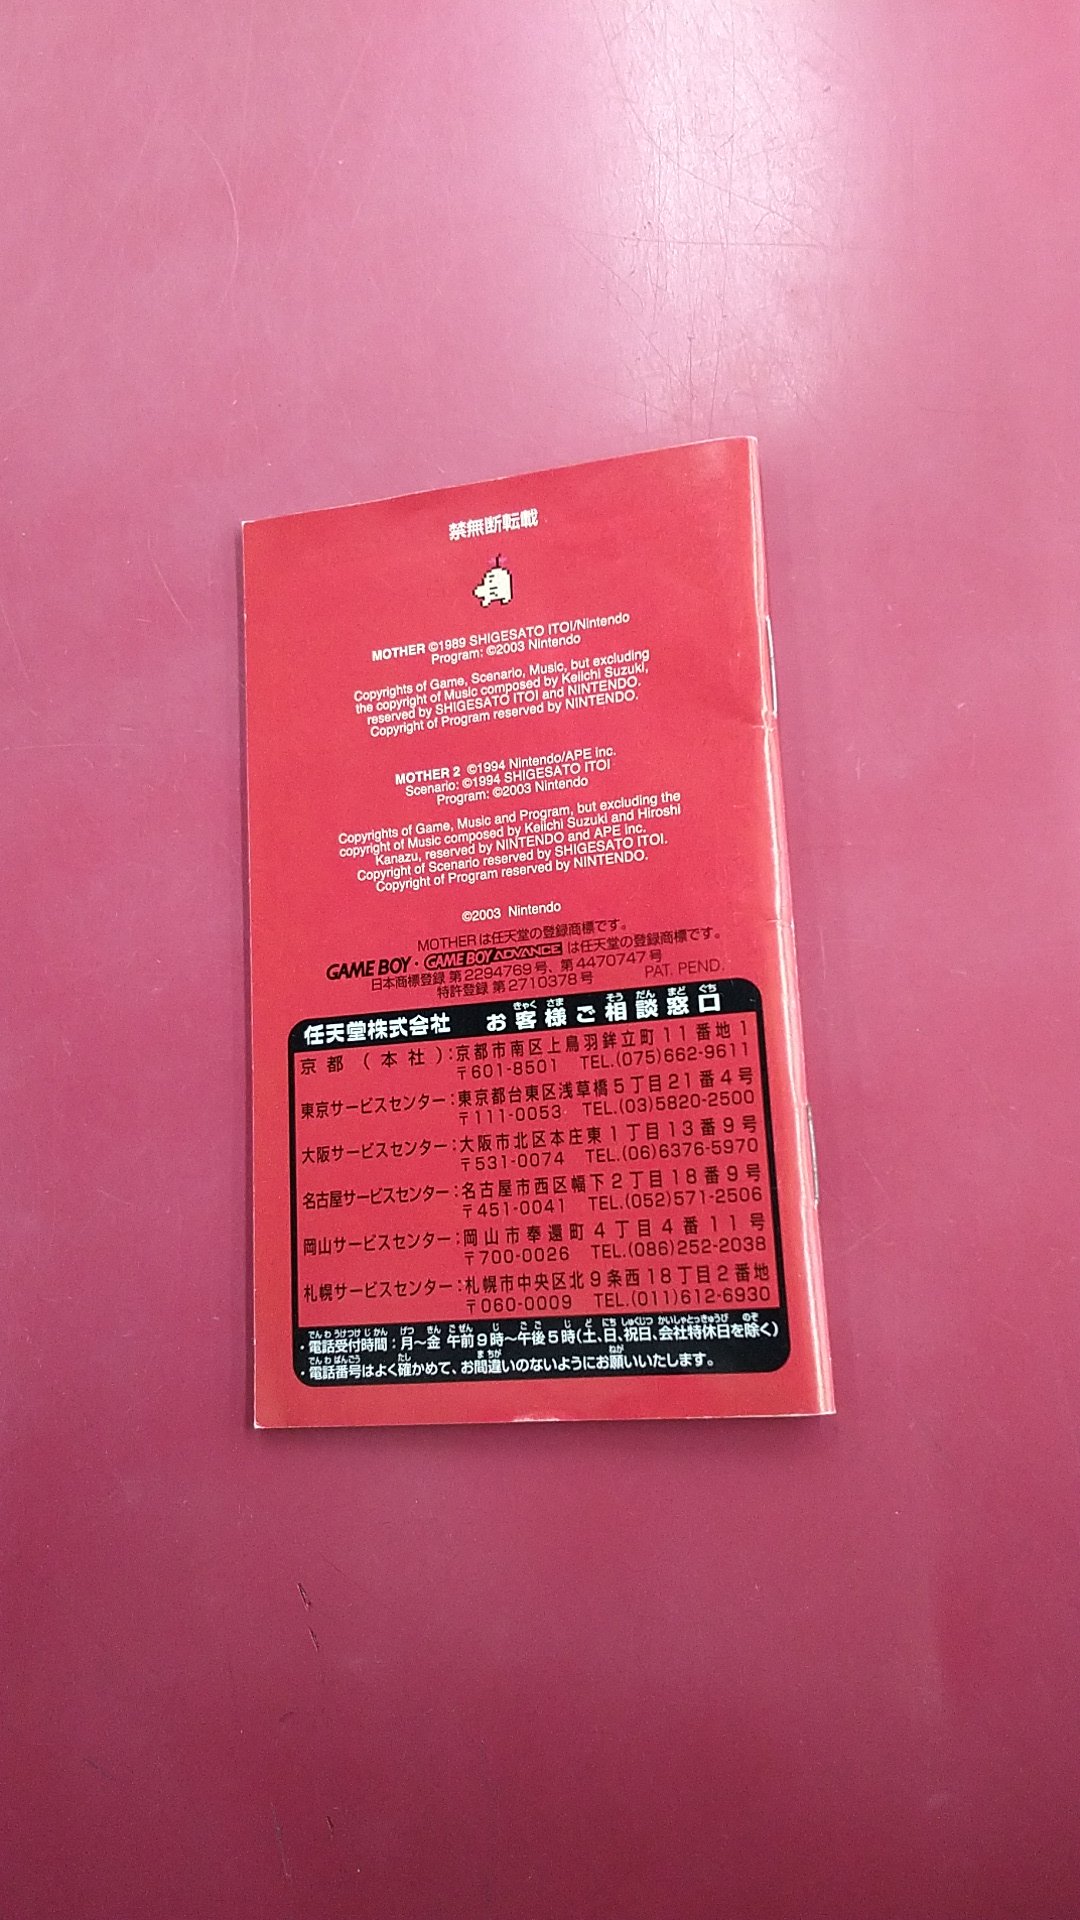 禁無断転載
MOTHER ©1989 SHIGESATO ITOI/Nintendo
Program: ©2003 Nintendo
Copyrights of Game, Scenario, Music, but excluding
the copyright of Music composed by Keiichi Suzuki,
reserved by SHIGESATO ITOI and NINTENDO.
Copyright of Program reserved by NINTENDO.
MOTHER 2 ©1994 Nintendo/APE inc.
Scenario: ©1994 SHIGESATO ITOI
Program: ©2003 Nintendo
Copyrights of Game, Music and Program, but excluding the
copyright of Music composed by Keiichi Suzuki and Hiroshi
Kanazu, reserved by NINTENDO and APE inc.
Copyright of Scenario reserved by SHIGESATO ITOI.
Copyright of Program reserved by NINTENDO.
©2003 Nintendo
MOTHERは任天堂の登録商標です。
GAME BOY・GAME BOY ADVANCE は任天堂の登録商標です。
日本商標登録 第2294769号、第4470747号
特許登録 第2710378号 PAT. PEND.
任天堂株式会社 お客様ご相談窓口
京都(本社):京都市南区上鳥羽鉾立町11番地1
〒601-8501 TEL.(075)662-9611
東京サービスセンター:東京都台東区浅草橋5丁目21番4号
〒111-0053 TEL.(03)5820-2500
大阪サービスセンター:大阪市北区本庄東1丁目13番9号
〒531-0074 TEL.(06)6376-5970
名古屋サービスセンター:名古屋市西区幅下2丁目18番9号
〒451-0041 TEL.(052)571-2506
岡山サービスセンター:岡山市奉還町4丁目4番11号
〒700-0026 TEL.(086)252-2038
札幌サービスセンター:札幌市中央区北9条西18丁目2番地
〒060-0009 TEL.(011)612-6930
・電話受付時間:月〜金 午前9時〜午後5時(土、日、祝日、会社特休日を除く)
・電話番号はよく確かめて、お間違いのないようにお願いいたします。